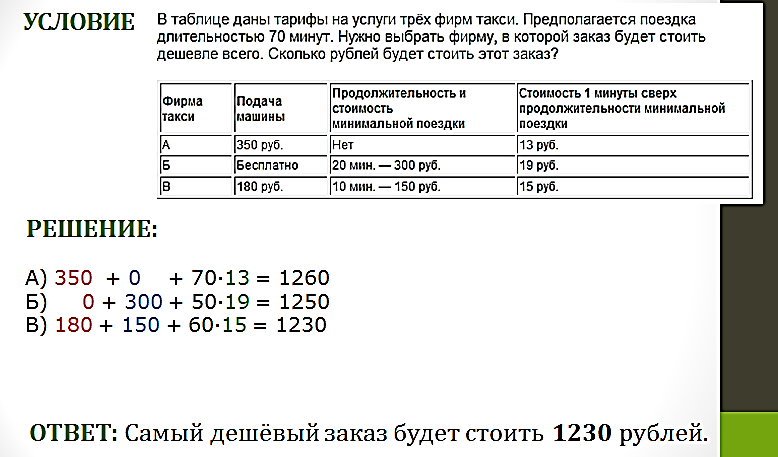 УСЛОВИЕ
В таблице даны тарифы на услуги трёх фирм такси. Предполагается поездка
длительностью 70 минут. Нужно выбрать фирму, в которой заказ будет стоить
дешевле всего. Сколько рублей будет стоить этот заказ?
Фирма такси | Подача машины | Продолжительность и стоимость минимальной поездки | Стоимость 1 минуты сверх продолжительности минимальной поездки
А | 350 руб. | Нет | 13 руб.
Б | Бесплатно | 20 мин. — 300 руб. | 19 руб.
В | 180 руб. | 10 мин. — 150 руб. | 15 руб.
РЕШЕНИЕ:
А) 350 + 0 + 70·13 = 1260
Б) 0 + 300 + 50·19 = 1250
В) 180 + 150 + 60·15 = 1230
ОТВЕТ: Самый дешёвый заказ будет стоить 1230 рублей.